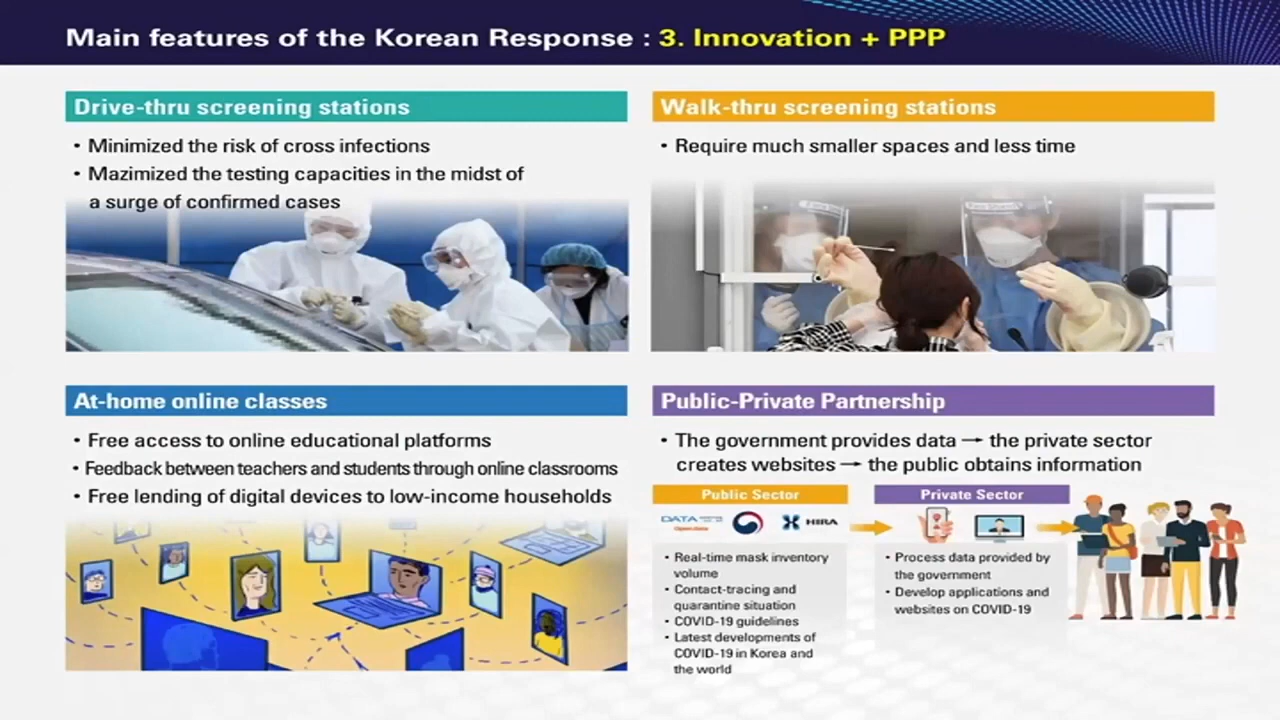 Main features of the Korean Response : 3. Innovation + PPP
Drive-thru screening stations
• Minimized the risk of cross infections
• Mazimized the testing capacities in the midst of
a surge of confirmed cases
Walk-thru screening stations
• Require much smaller spaces and less time
At-home online classes
• Free access to online educational platforms
• Feedback between teachers and students through online classrooms
• Free lending of digital devices to low-income households
Public-Private Partnership
• The government provides data → the private sector
creates websites → the public obtains information
Public Sector
DATA
Open data
HIRA
• Real-time mask inventory
volume
• Contact-tracing and
quarantine situation
• COVID-19 guidelines
• Latest developments of
COVID-19 in Korea and
the world
Private Sector
• Process data provided by
the government
• Develop applications and
websites on COVID-19